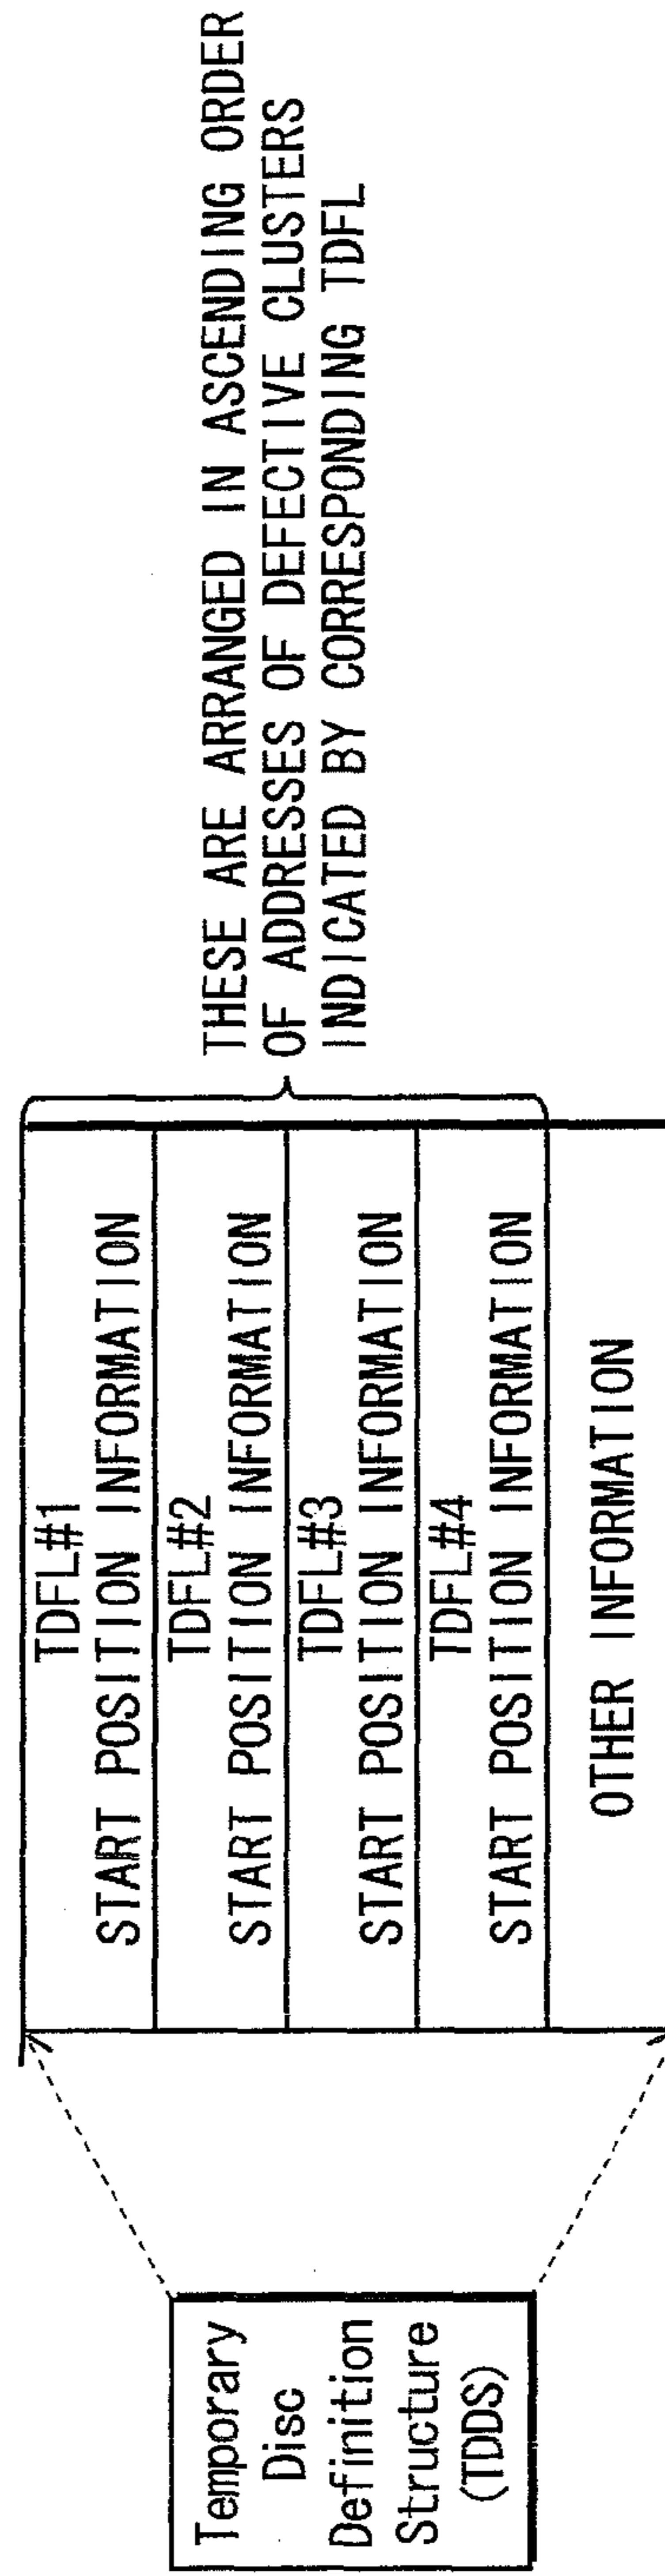 Temporary
Disc
Definition
Structure
(TDDS)
TDFL#1
START POSITION INFORMATION
TDFL#2
START POSITION INFORMATION
TDFL#3
START POSITION INFORMATION
TDFL#4
START POSITION INFORMATION
OTHER INFORMATION
THESE ARE ARRANGED IN ASCENDING ORDER
OF ADDRESSES OF DEFECTIVE CLUSTERS
INDICATED BY CORRESPONDING TDFL